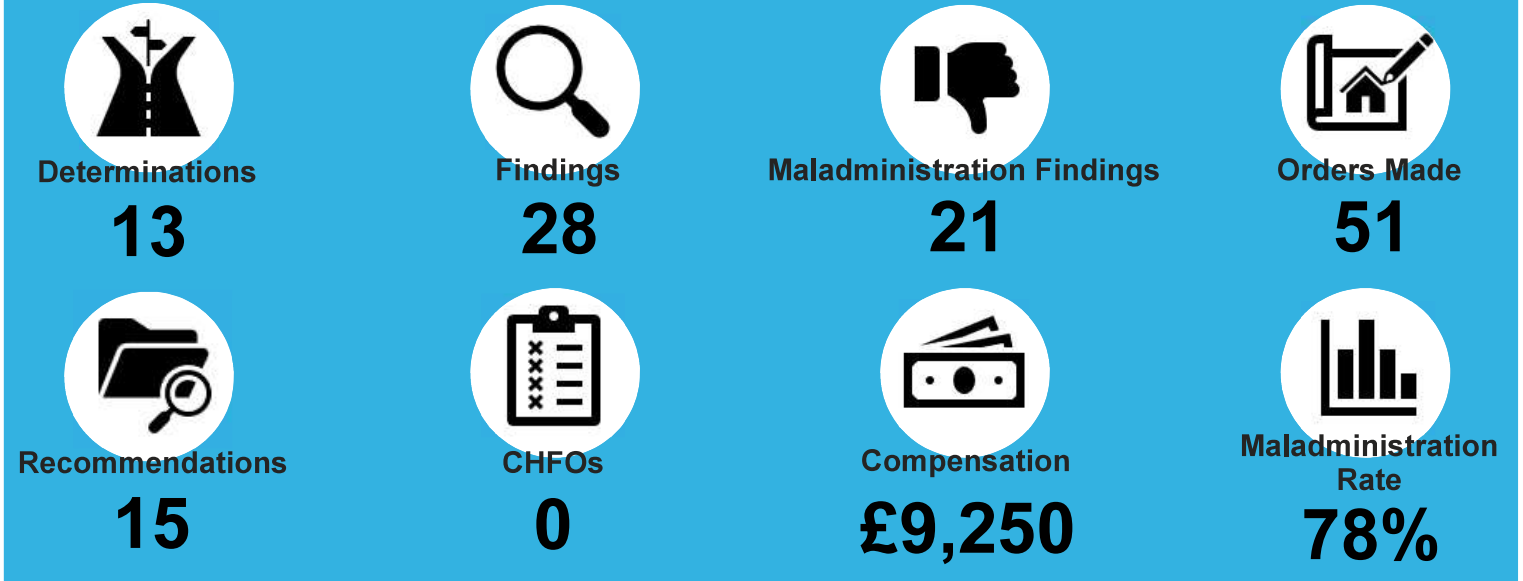 Determinations
13
Findings
28
Maladministration Findings
21
Orders Made
51
Recommendations
15
CHFOs
0
Compensation
£9,250
Maladministration
Rate
78%